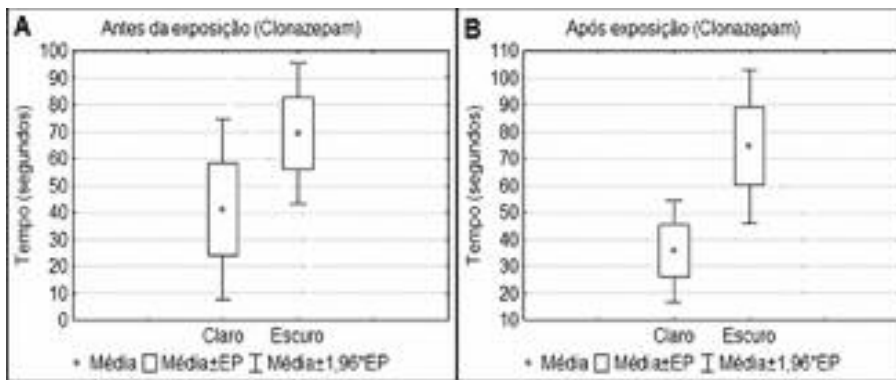 A
Antes da exposição (Clonazepam)
100
90
80
70
60
50
40
30
20
10
0
Tempo (segundos)
Claro
Escuro
Média
Média±EP
Média±1,96*EP
B
Após exposição (Clonazepam)
110
100
90
80
70
60
50
40
30
20
10
Tempo (segundos)
Claro
Escuro
Média
Média±EP
Média±1,96*EP